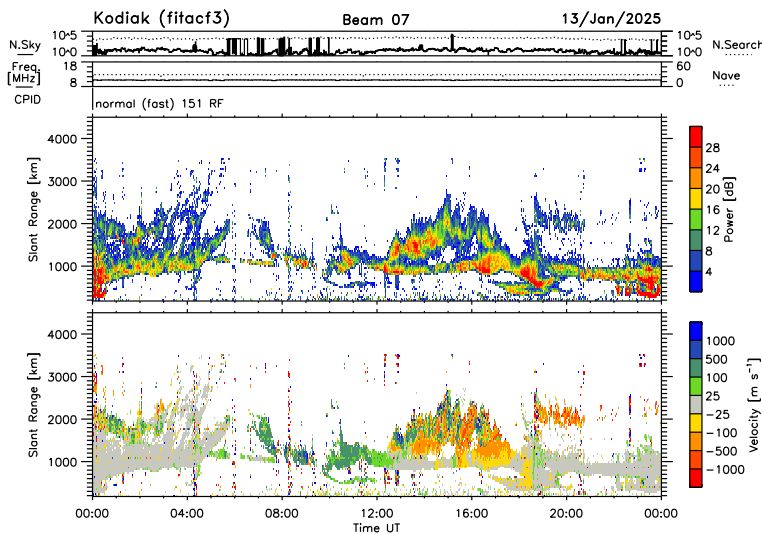 Kodiak (fitacf3) Beam 07 13/Jan/2025
N.Sky 10+5 10+0 10+5 10+0 N.Search
Freq. [MHz] 18 8 60 0 Nave
CPID normal (fast) 151 RF
Slant Range [km] 4000 3000 2000 1000
Power [dB] 28 24 20 16 12 8 4
Slant Range [km] 4000 3000 2000 1000
Velocity [m s-1] 1000 500 100 25 -25 -100 -500 -1000
00:00 04:00 08:00 12:00 16:00 20:00 00:00
Time UT